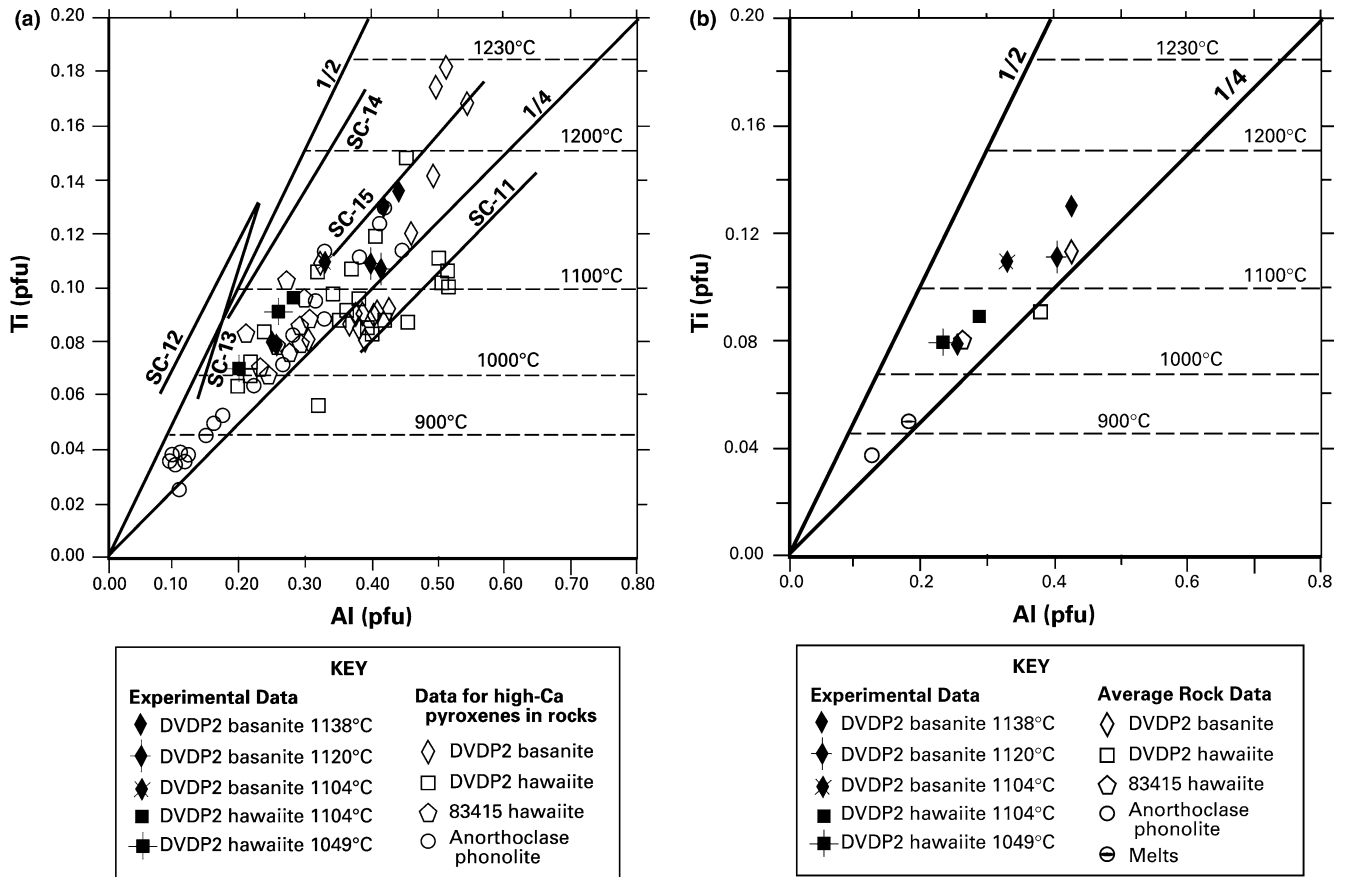 (a)
0.20
0.18
0.16
0.14
0.12
0.10
0.08
0.06
0.04
0.02
0.00
Ti (pfu)
1/2
SC-14
1230°C
1/4
1200°C
SC-15
SC-11
1100°C
SC-12
SC-13
1000°C
900°C
0.00
0.10
0.20
0.30
0.40
0.50
0.60
0.70
0.80
Al (pfu)
KEY
Experimental Data
DVDP2 basanite 1138°C
DVDP2 basanite 1120°C
DVDP2 basanite 1104°C
DVDP2 hawaiite 1104°C
DVDP2 hawaiite 1049°C
Data for high-Ca
pyroxenes in rocks
DVDP2 basanite
DVDP2 hawaiite
83415 hawaiite
Anorthoclase
phonolite
(b)
0.20
0.16
0.12
0.08
0.04
0.00
Ti (pfu)
1/2
1230°C
1/4
1200°C
1100°C
1000°C
900°C
0.0
0.2
0.4
0.6
0.8
Al (pfu)
KEY
Experimental Data
DVDP2 basanite 1138°C
DVDP2 basanite 1120°C
DVDP2 basanite 1104°C
DVDP2 hawaiite 1104°C
DVDP2 hawaiite 1049°C
Average Rock Data
DVDP2 basanite
DVDP2 hawaiite
83415 hawaiite
Anorthoclase
phonolite
Melts